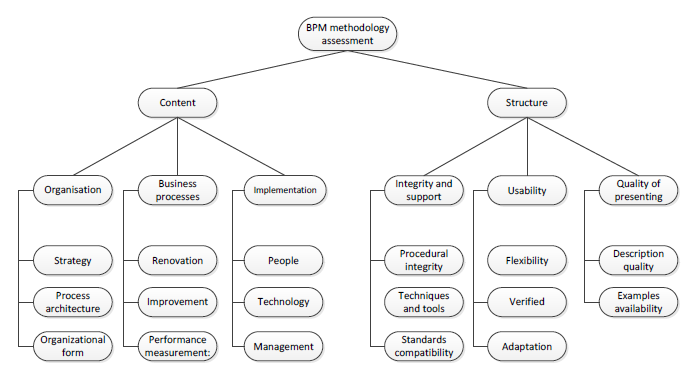 BPM methodology
assessment
Content
Structure
Organisation
Business
processes
Implementation
Integrity and
support
Usability
Quality of
presenting
Strategy
Renovation
People
Procedural
integrity
Flexibility
Description
quality
Process
architecture
Improvement
Technology
Techniques
and tools
Verified
Examples
availability
Organizational
form
Performance
measurement:
Management
Standards
compatibility
Adaptation